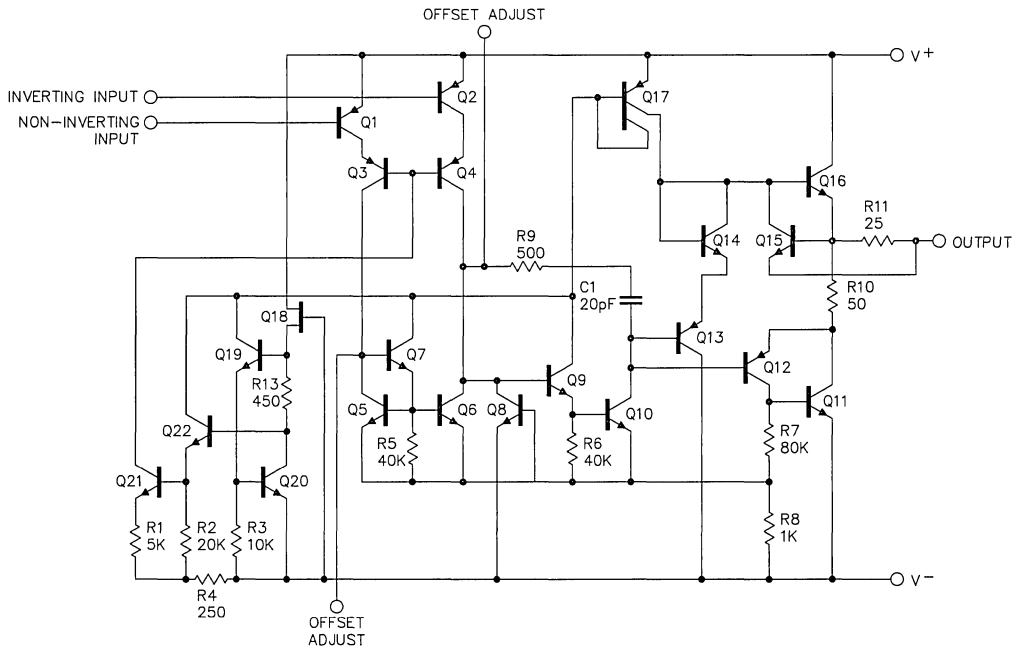 OFFSET ADJUST
V+
INVERTING INPUT
Q2
Q17
NON-INVERTING
INPUT
Q1
Q3
Q4
Q16
R11
25
R9
500
Q14
Q15
OUTPUT
C1
20pF
R10
50
Q18
Q13
Q19
Q7
Q12
R13
450
Q9
Q5
Q6
Q8
Q10
Q11
Q22
R5
40K
R6
40K
R7
80K
Q21
Q20
R1
5K
R2
20K
R3
10K
R8
1K
R4
250
V-
OFFSET
ADJUST